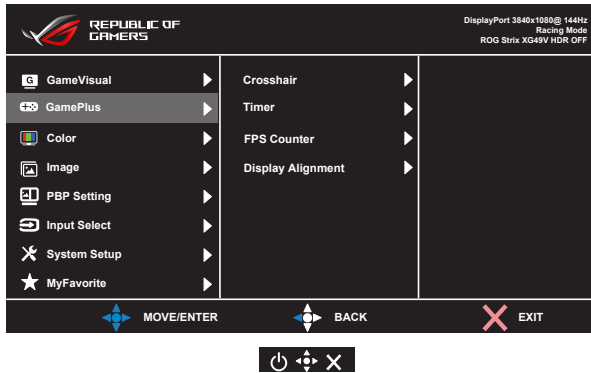 REPUBLIC OF
GAMERS
DisplayPort 3840x1080@ 144Hz
Racing Mode
ROG Strix XG49V HDR OFF
G GameVisual
GamePlus
Color
Image
PBP Setting
Input Select
System Setup
MyFavorite
Crosshair
Timer
FPS Counter
Display Alignment
MOVE/ENTER
BACK
EXIT